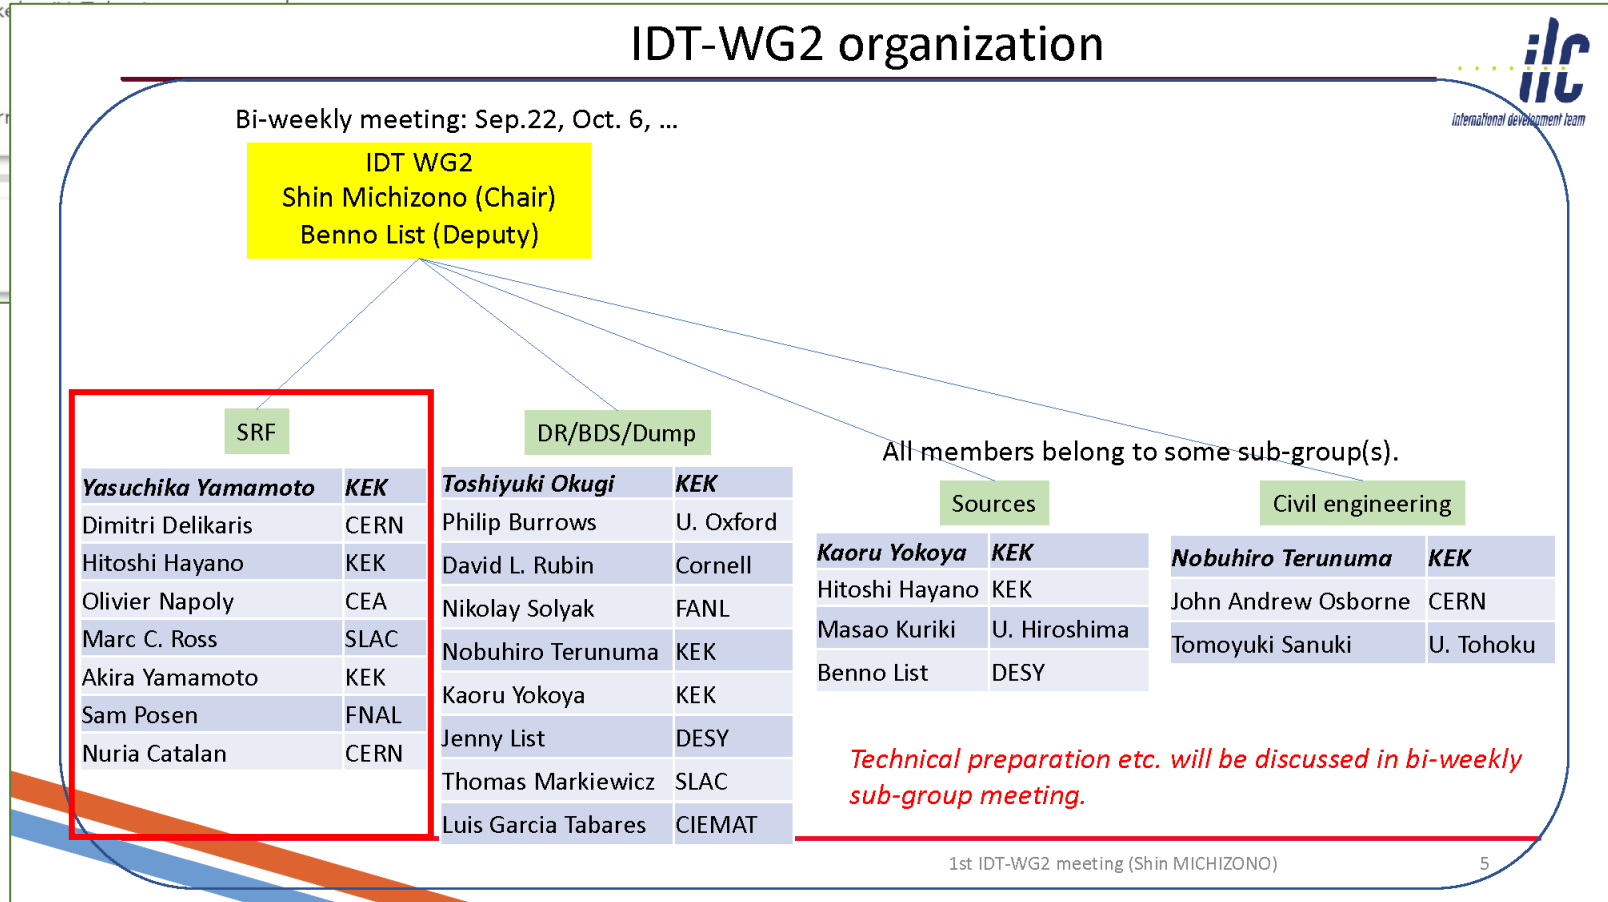 IDT-WG2 organization
ilc
international development team
Bi-weekly meeting: Sep.22, Oct. 6, ...
IDT WG2
Shin Michizono (Chair)
Benno List (Deputy)
SRF
Yasuchika Yamamoto KEK
Dimitri Delikaris CERN
Hitoshi Hayano KEK
Olivier Napoly CEA
Marc C. Ross SLAC
Akira Yamamoto KEK
Sam Posen FNAL
Nuria Catalan CERN
DR/BDS/Dump
Toshiyuki Okugi KEK
Philip Burrows U. Oxford
David L. Rubin Cornell
Nikolay Solyak FANL
Nobuhiro Terunuma KEK
Kaoru Yokoya KEK
Jenny List DESY
Thomas Markiewicz SLAC
Luis Garcia Tabares CIEMAT
All members belong to some sub-group(s).
Sources
Kaoru Yokoya KEK
Hitoshi Hayano KEK
Masao Kuriki U. Hiroshima
Benno List DESY
Civil engineering
Nobuhiro Terunuma KEK
John Andrew Osborne CERN
Tomoyuki Sanuki U. Tohoku
Technical preparation etc. will be discussed in bi-weekly
sub-group meeting.
1st IDT-WG2 meeting (Shin MICHIZONO)
5